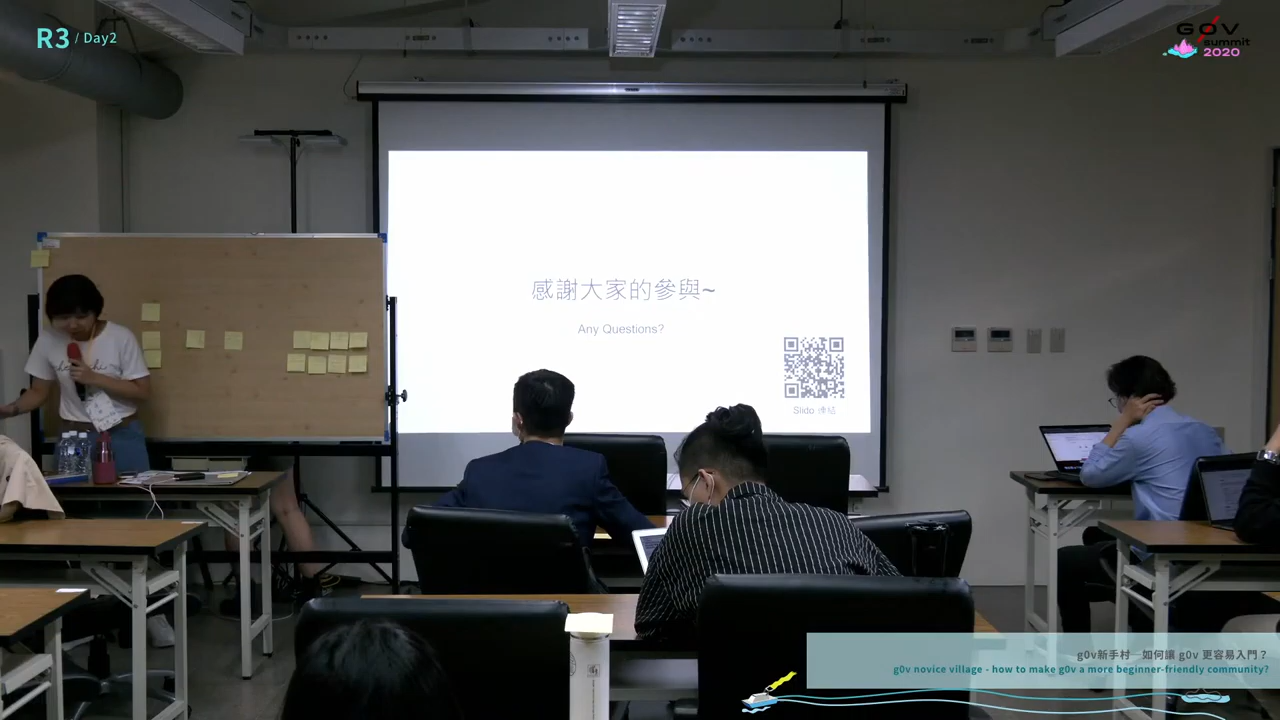 R3 / Day2
g0v
summit
2020
感謝大家的參與~
Any Questions?
Slido 連結
g0v新手村—如何讓 g0v 更容易入門？
g0v novice village - how to make g0v a more beginner-friendly community?